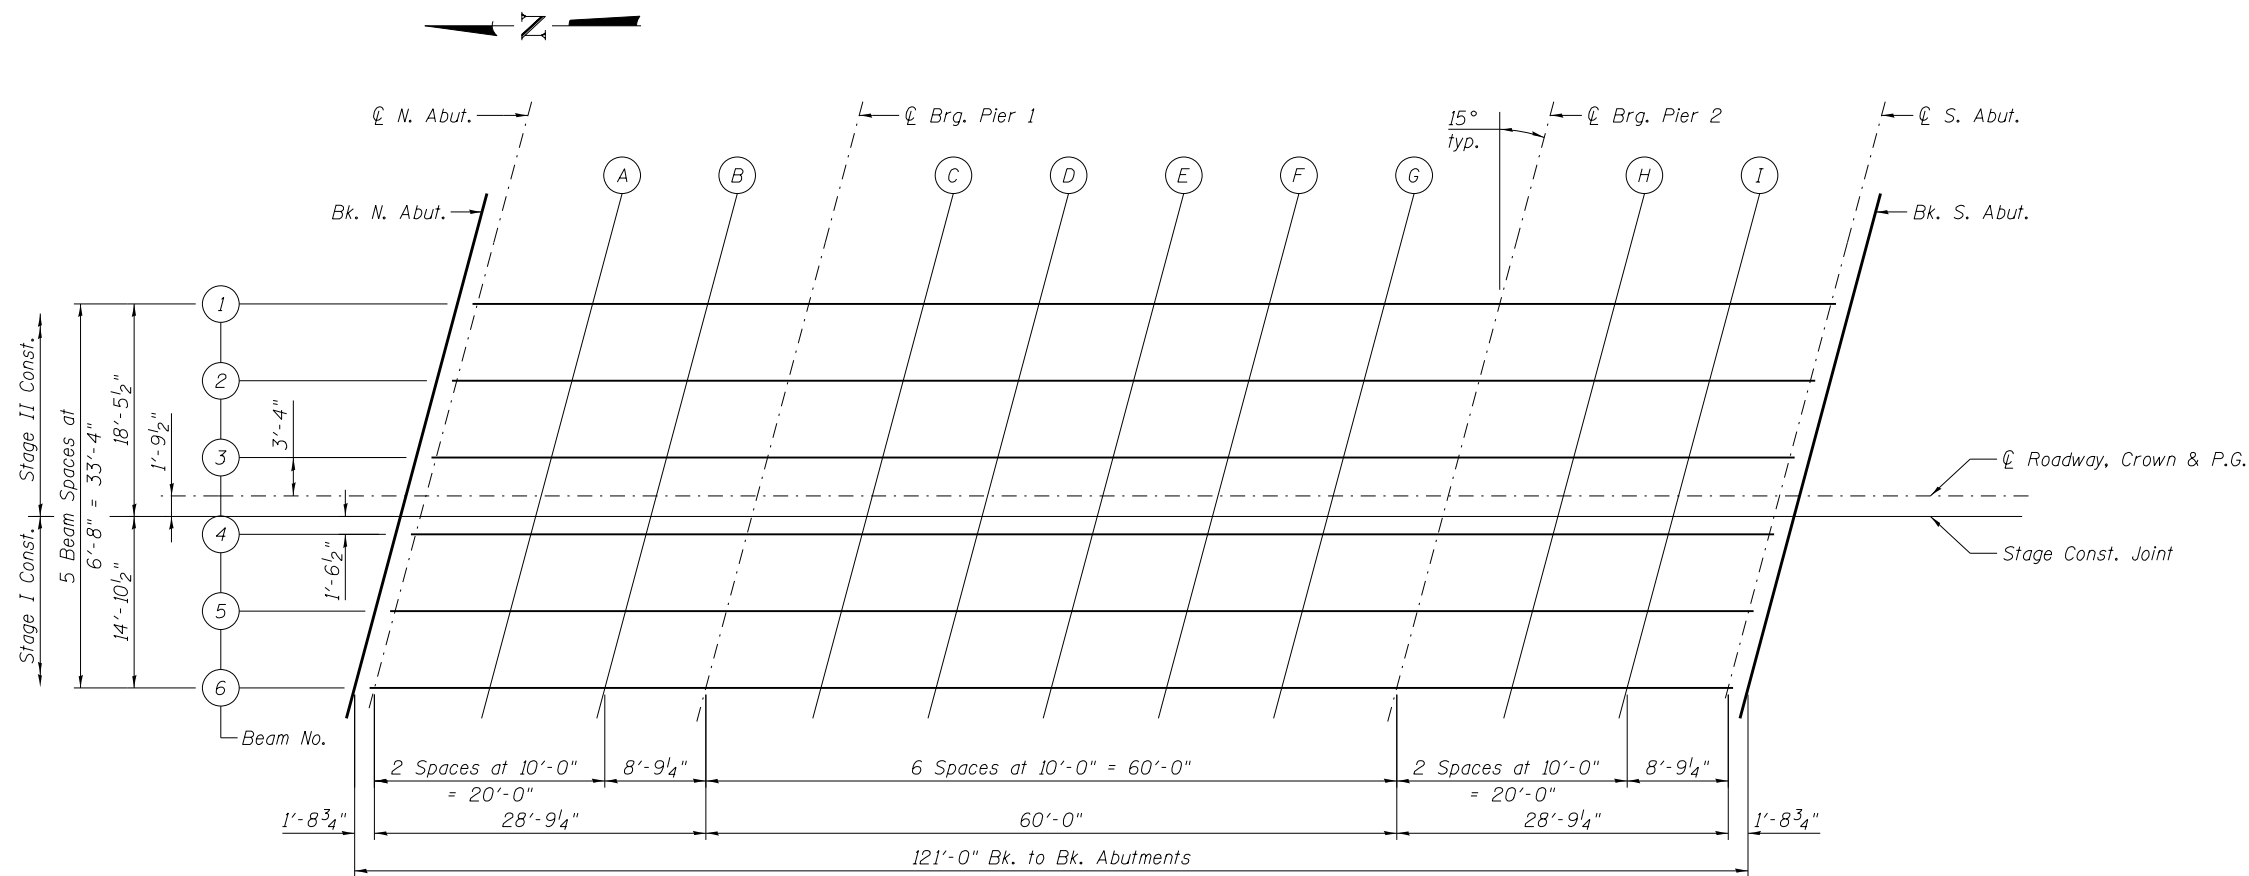 N
℄ N. Abut.
℄ Brg. Pier 1
15°
typ.
℄ Brg. Pier 2
℄ S. Abut.
A
B
C
D
E
F
G
H
I
Bk. N. Abut.
Bk. S. Abut.
1
2
3
4
5
6
Beam No.
Stage II Const.
Stage I Const.
5 Beam Spaces at
6'-8" = 33'-4"
18'-5½"
14'-10½"
1'-9½"
3'-4"
1'-6½"
℄ Roadway, Crown & P.G.
Stage Const. Joint
2 Spaces at 10'-0"
= 20'-0"
8'-9¼"
6 Spaces at 10'-0" = 60'-0"
2 Spaces at 10'-0"
= 20'-0"
8'-9¼"
1'-8¾"
28'-9¼"
60'-0"
28'-9¼"
1'-8¾"
121'-0" Bk. to Bk. Abutments